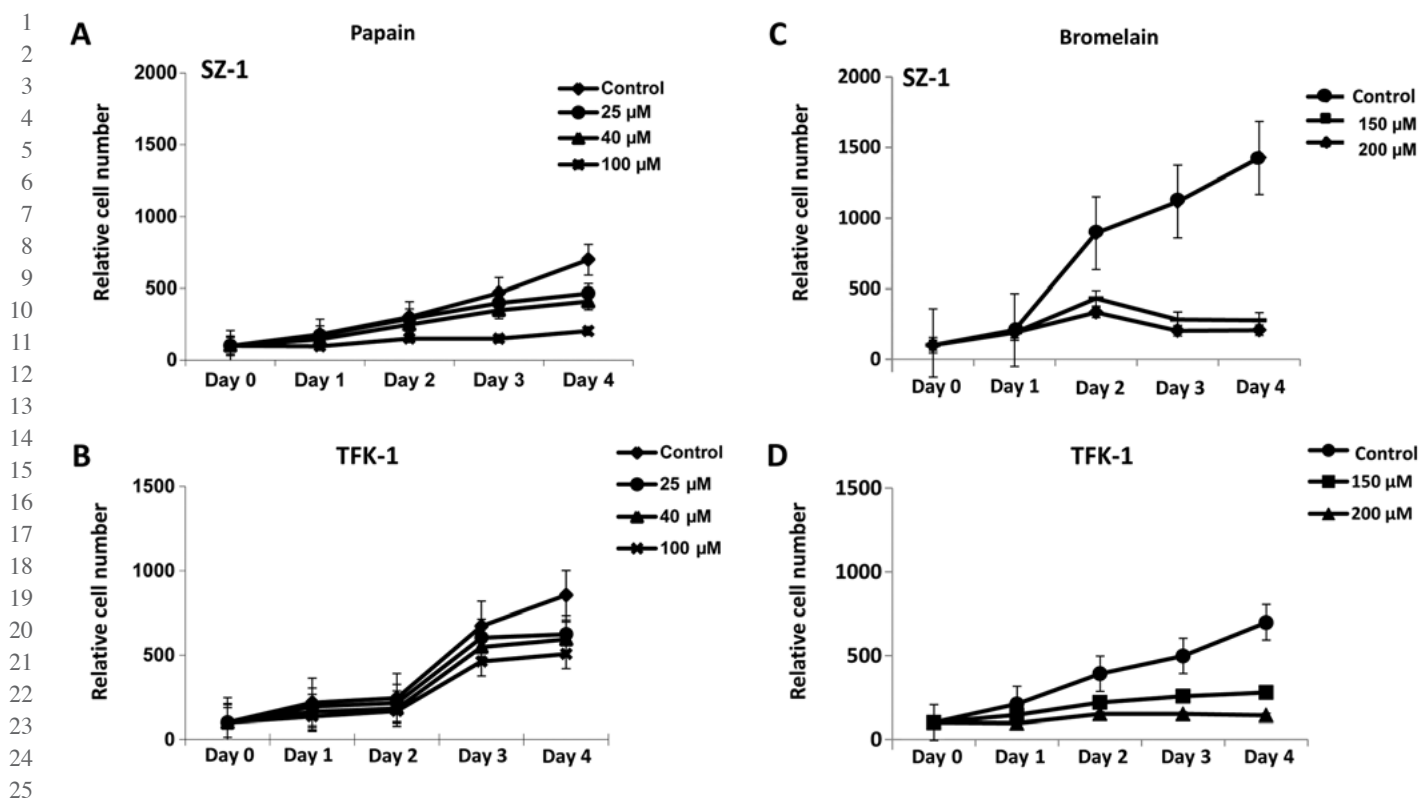 1
2
3
4
5
6
7
8
9
10
11
12
13
14
15
16
17
18
19
20
21
22
23
24
25
A
Papain
SZ-1
Relative cell number
2000
1500
1000
500
0
Day 0 Day 1 Day 2 Day 3 Day 4
Control
25 µM
40 µM
100 µM
C
Bromelain
SZ-1
Relative cell number
2000
1500
1000
500
0
Day 0 Day 1 Day 2 Day 3 Day 4
Control
150 µM
200 µM
B
TFK-1
Relative cell number
1500
1000
500
0
Day 0 Day 1 Day 2 Day 3 Day 4
Control
25 µM
40 µM
100 µM
D
TFK-1
Relative cell number
1500
1000
500
0
Day 0 Day 1 Day 2 Day 3 Day 4
Control
150 µM
200 µM